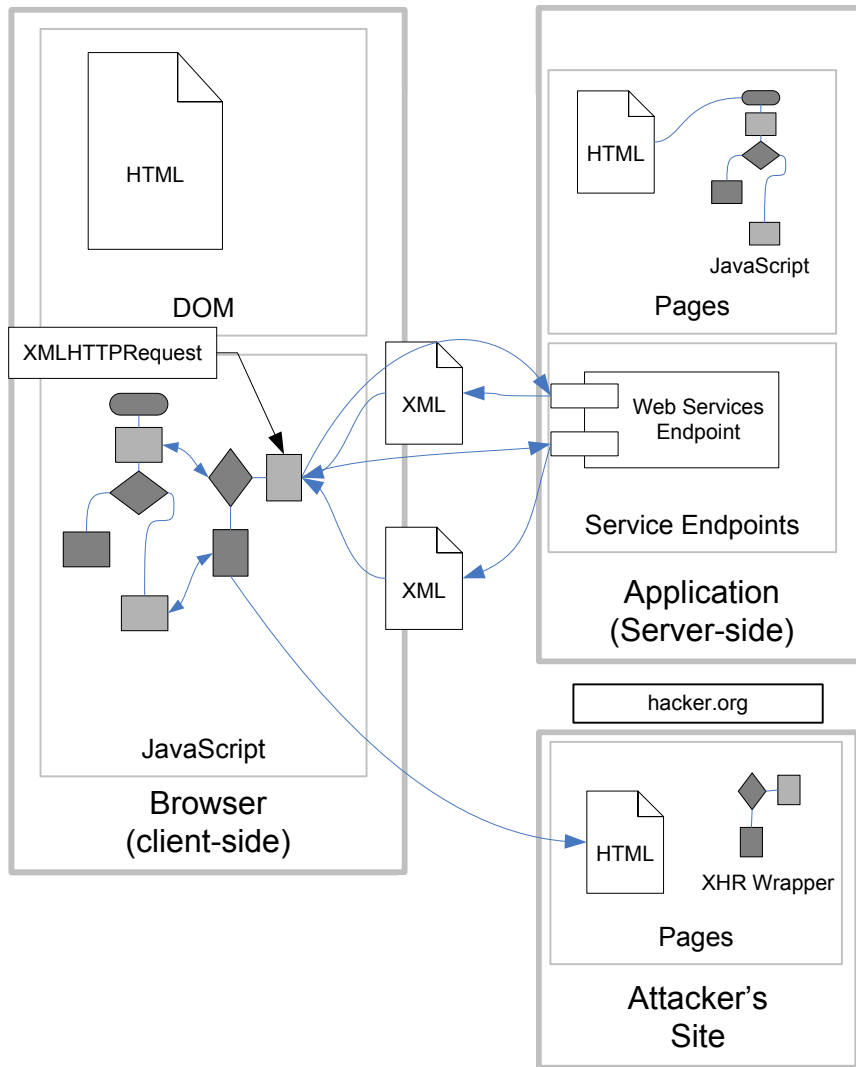 HTML
DOM
XMLHTTPRequest
JavaScript
Browser
(client-side)
XML
XML
HTML
JavaScript
Pages
Web Services
Endpoint
Service Endpoints
Application
(Server-side)
hacker.org
HTML
XHR Wrapper
Pages
Attacker's
Site